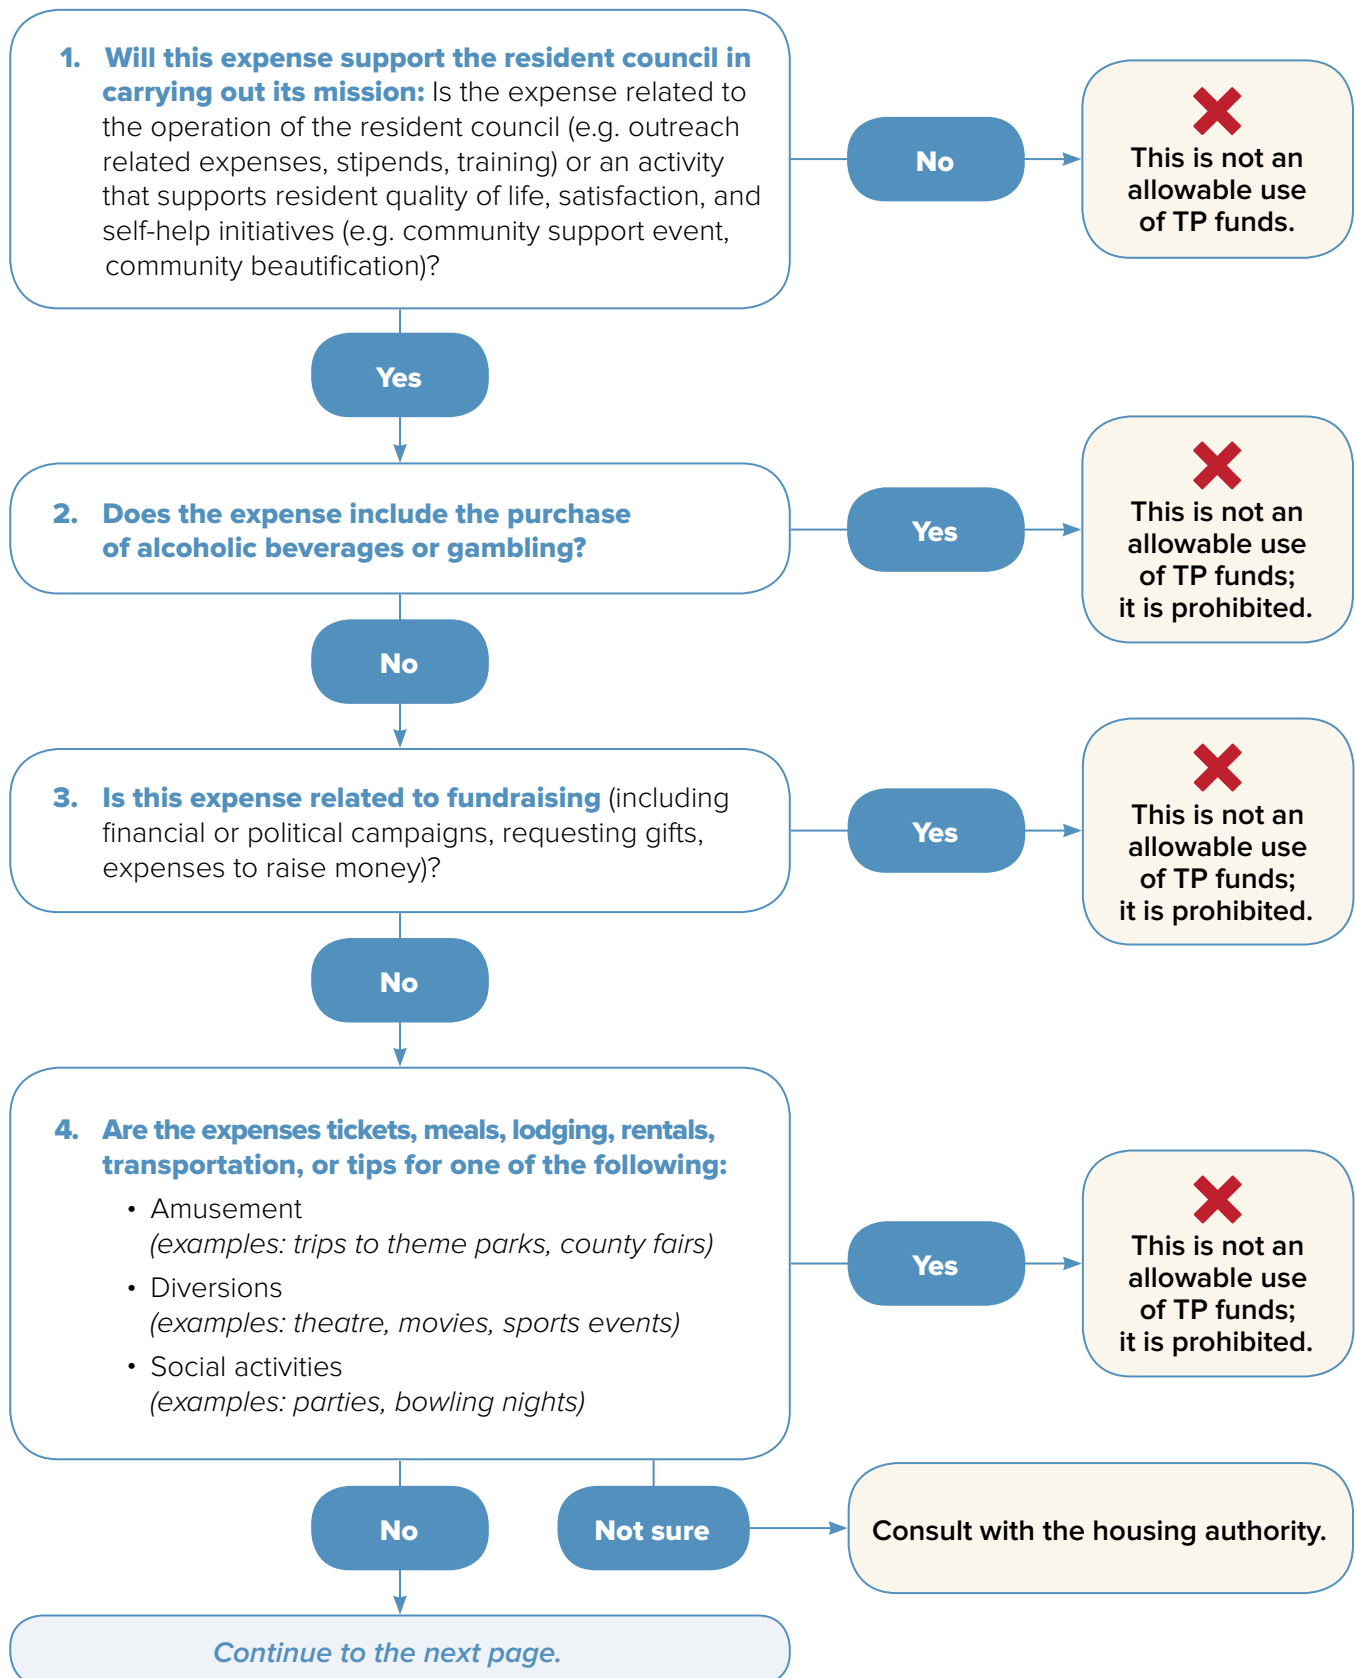 1. Will this expense support the resident council in
carrying out its mission: Is the expense related to
the operation of the resident council (e.g. outreach
related expenses, stipends, training) or an activity
that supports resident quality of life, satisfaction, and
self-help initiatives (e.g. community support event,
community beautification)?
No
This is not an
allowable use
of TP funds.
Yes
2. Does the expense include the purchase
of alcoholic beverages or gambling?
Yes
This is not an
allowable use
of TP funds;
it is prohibited.
No
3. Is this expense related to fundraising (including
financial or political campaigns, requesting gifts,
expenses to raise money)?
Yes
This is not an
allowable use
of TP funds;
it is prohibited.
No
4. Are the expenses tickets, meals, lodging, rentals,
transportation, or tips for one of the following:
• Amusement
(examples: trips to theme parks, county fairs)
• Diversions
(examples: theatre, movies, sports events)
• Social activities
(examples: parties, bowling nights)
Yes
This is not an
allowable use
of TP funds;
it is prohibited.
No
Not sure
Consult with the housing authority.
Continue to the next page.